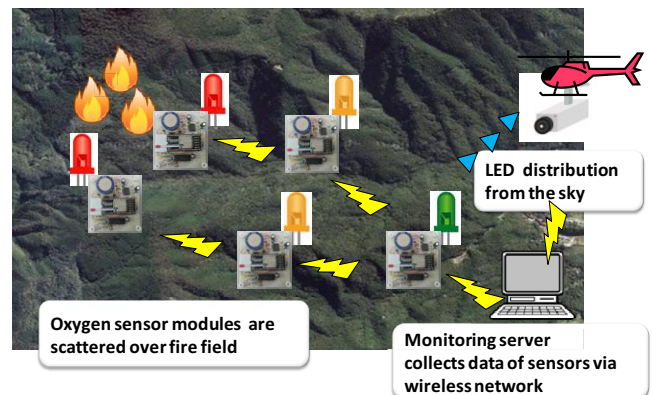 LED distribution
from the sky
Oxygen sensor modules are
scattered over fire field
Monitoring server
collects data of sensors via
wireless network